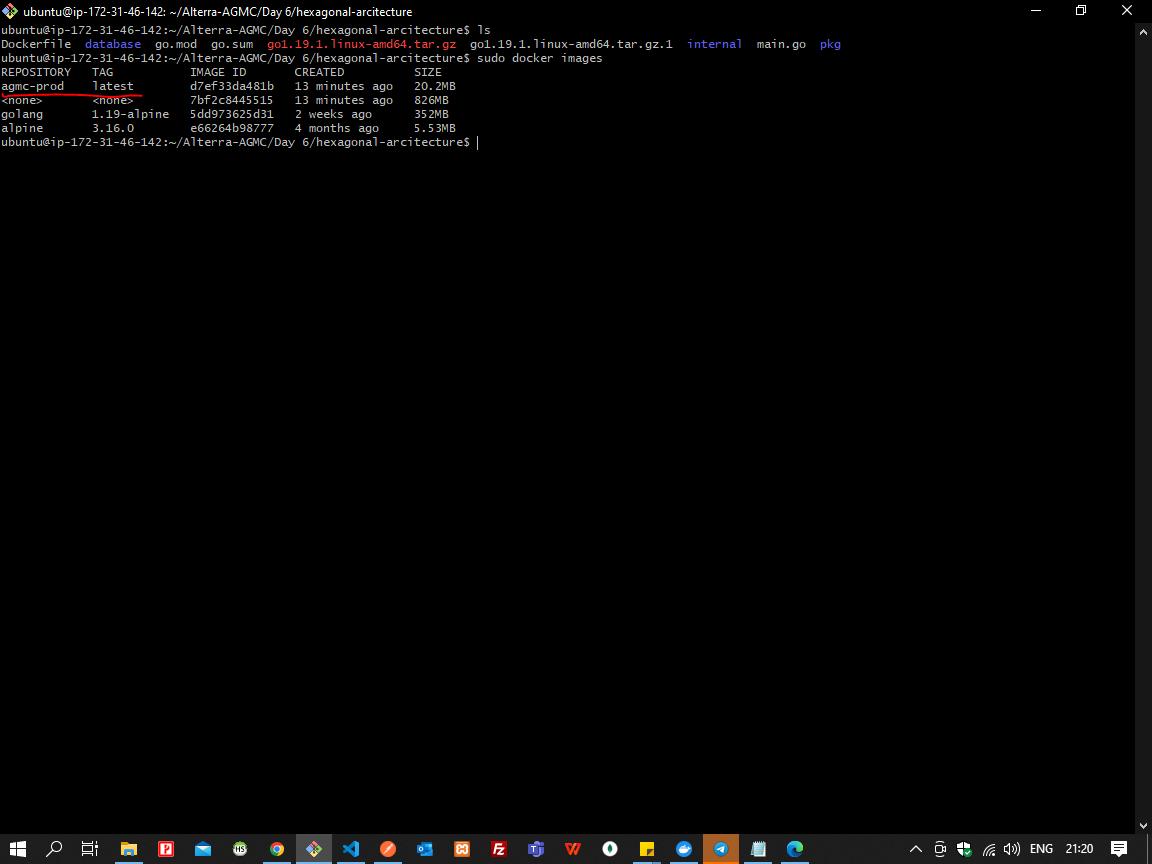 ubuntu@ip-172-31-46-142: ~/Alterra-AGMC/Day 6/hexagonal-arcitecture
ubuntu@ip-172-31-46-142:~/Alterra-AGMC/Day 6/hexagonal-arcitecture$ ls
Dockerfile  database  go.mod  go.sum  go1.19.1.linux-amd64.tar.gz  go1.19.1.linux-amd64.tar.gz.1  internal  main.go  pkg
ubuntu@ip-172-31-46-142:~/Alterra-AGMC/Day 6/hexagonal-arcitecture$ sudo docker images
REPOSITORY   TAG           IMAGE ID       CREATED          SIZE
agmc-prod    latest        d7ef33da481b   13 minutes ago   20.2MB
<none>       <none>        7bf2c8445515   13 minutes ago   826MB
golang       1.19-alpine   5dd973625d31   2 weeks ago      352MB
alpine       3.16.0        e66264b98777   4 months ago     5.53MB
ubuntu@ip-172-31-46-142:~/Alterra-AGMC/Day 6/hexagonal-arcitecture$
HS
Fz
ENG 21:20